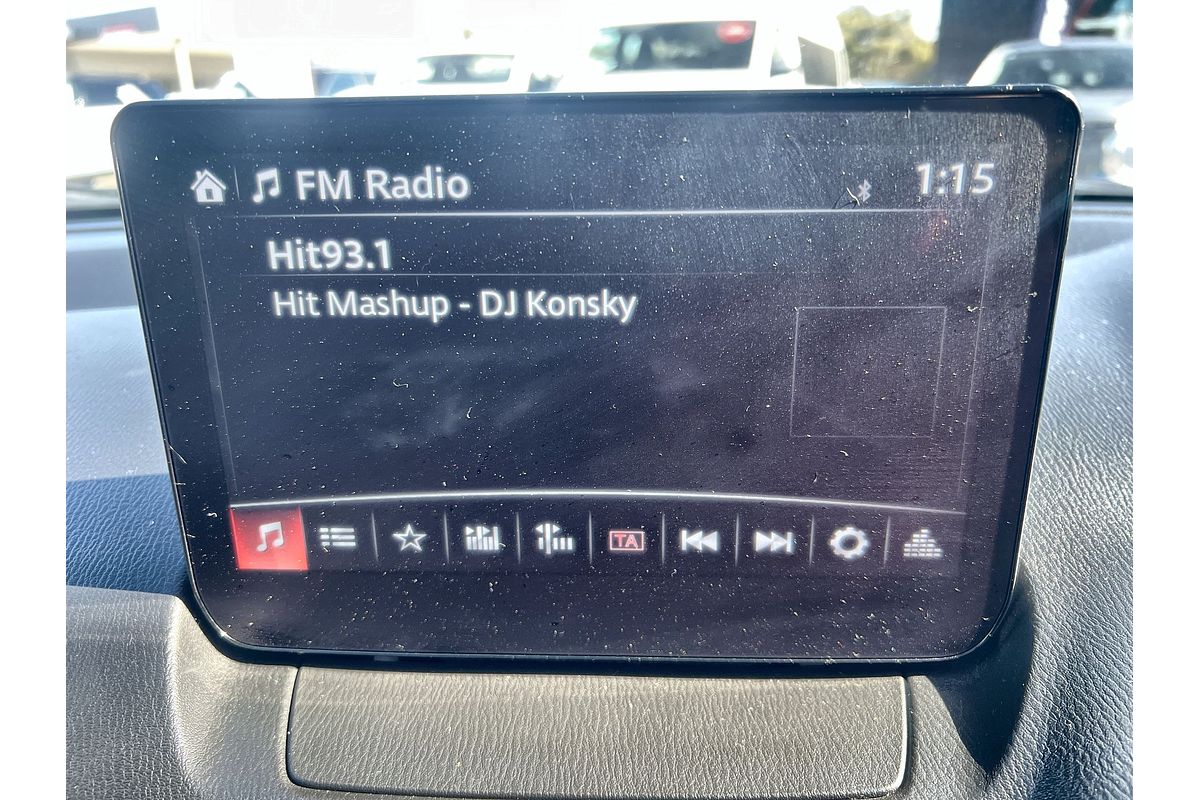 FM Radio 1:15
Hit93.1
Hit Mashup - DJ Konsky
TA